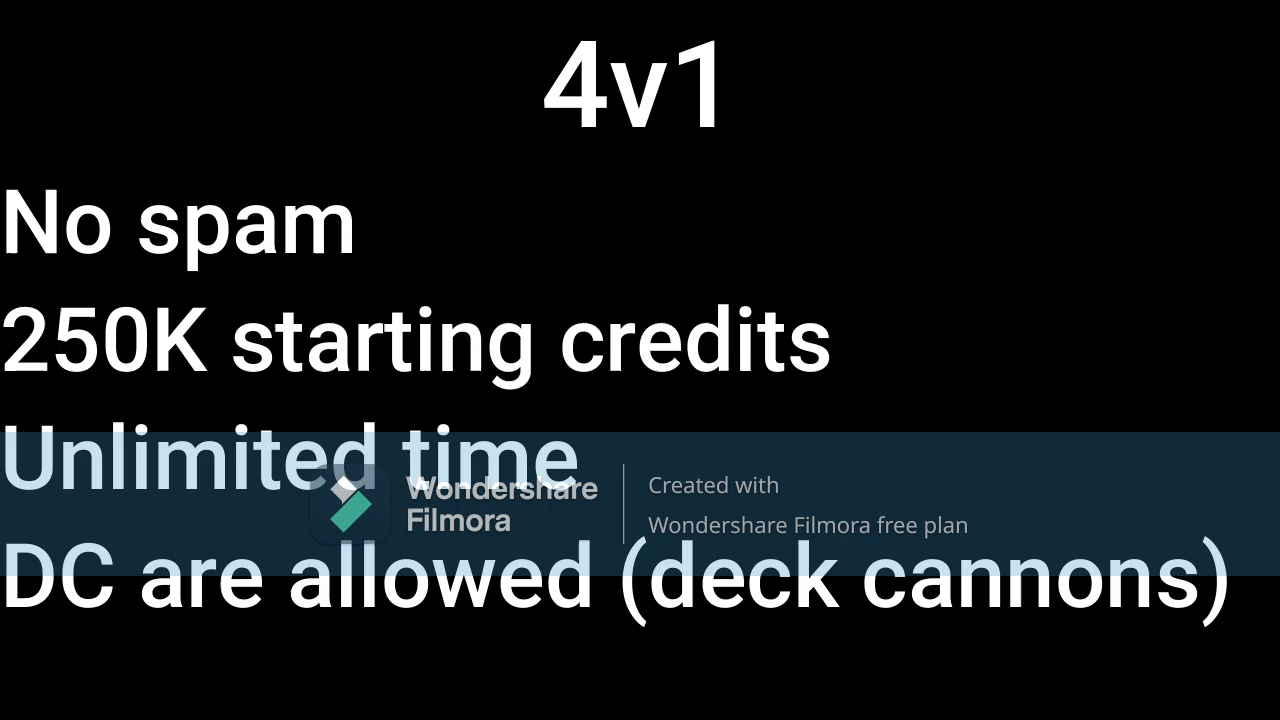 4v1
No spam
250K starting credits
Unlimited time
Wondershare
Filmora
Created with
Wondershare Filmora free plan
DC are allowed (deck cannons)